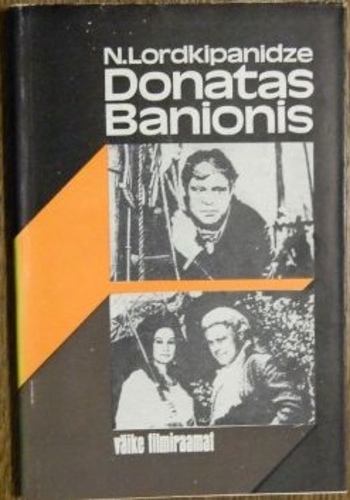 N.Lordkipanidze
Donatas
Banionis
väike filmiraamat